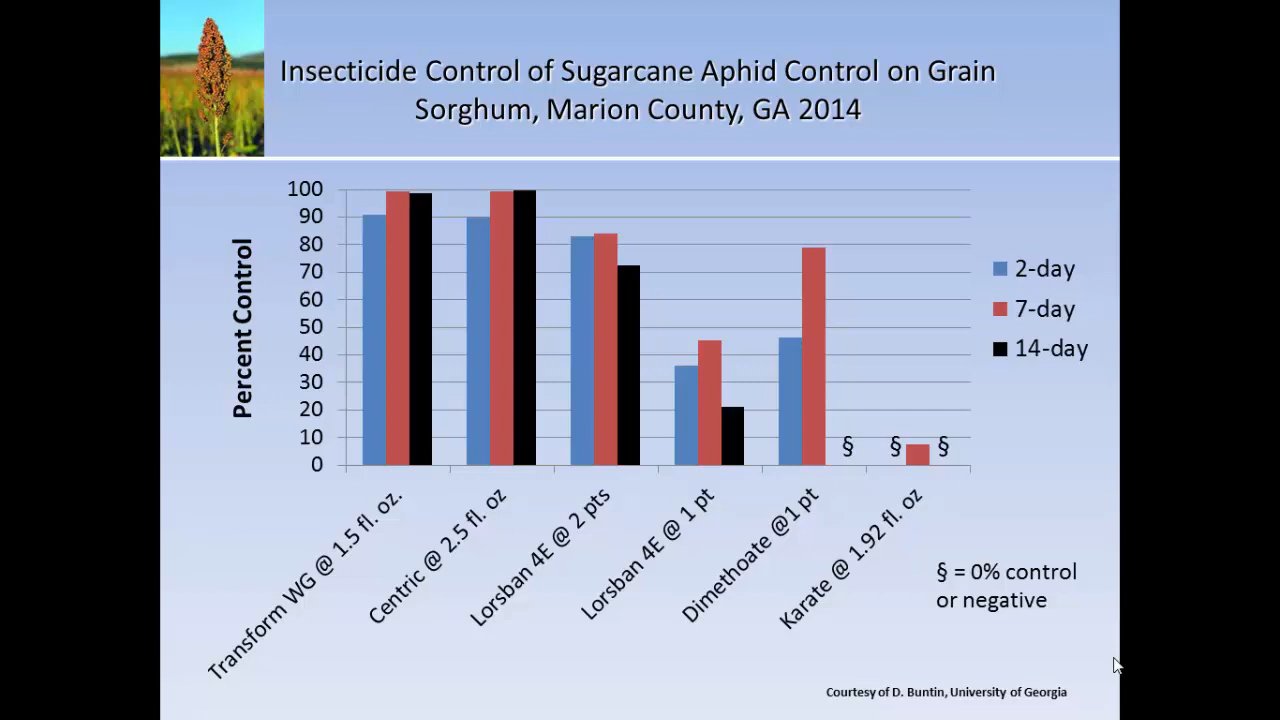 Insecticide Control of Sugarcane Aphid Control on Grain
Sorghum, Marion County, GA 2014
Percent Control
100
90
80
70
60
50
40
30
20
10
0
§
§
§
2-day
7-day
14-day
Transform WG @ 1.5 fl. oz.
Centric @ 2.5 fl. oz
Lorsban 4E @ 2 pts
Lorsban 4E @ 1 pt
Dimethoate @1 pt
Karate @ 1.92 fl. oz
§ = 0% control
or negative
Courtesy of D. Buntin, University of Georgia